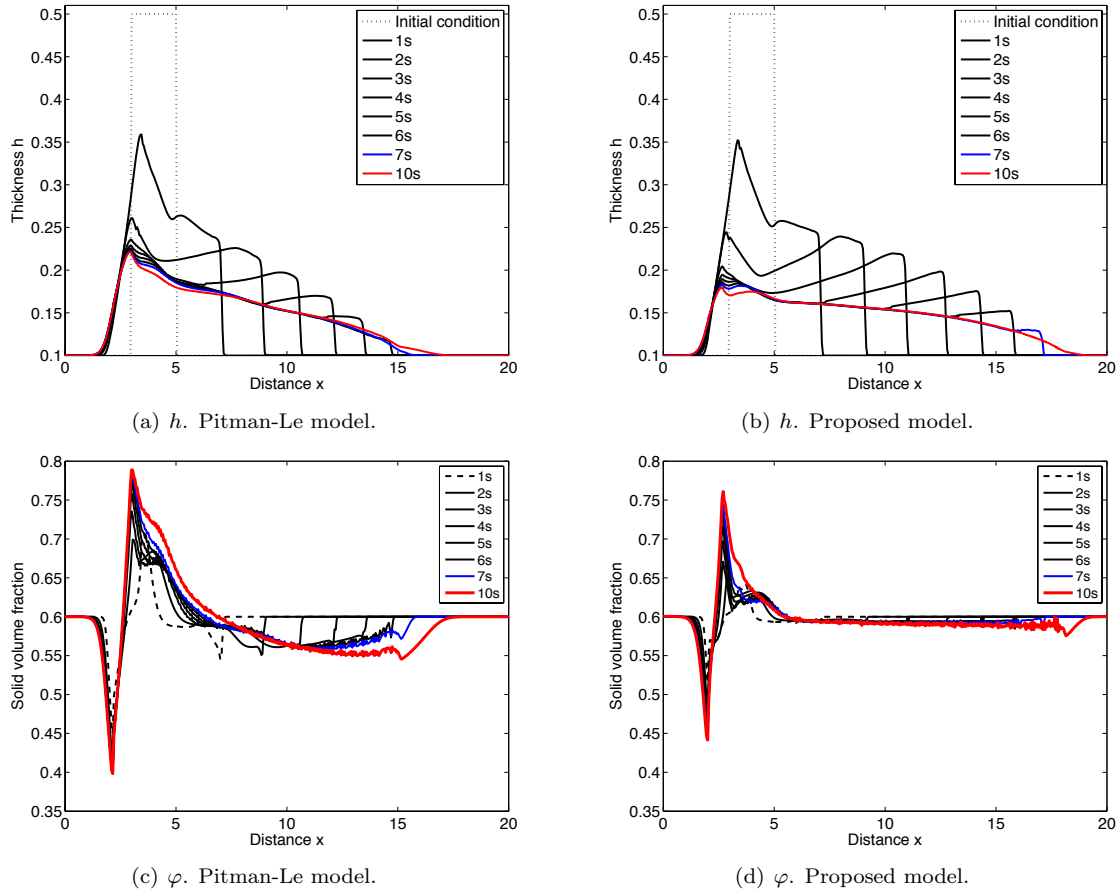 0.5
0.45
0.4
0.35
0.3
0.25
0.2
0.15
0.1
0 5 10 15 20
Thickness h
Distance x
Initial condition
1s
2s
3s
4s
5s
6s
7s
10s
(a) h. Pitman-Le model.
0.5
0.45
0.4
0.35
0.3
0.25
0.2
0.15
0.1
0 5 10 15 20
Thickness h
Distance x
Initial condition
1s
2s
3s
4s
5s
6s
7s
10s
(b) h. Proposed model.
0.8
0.75
0.7
0.65
0.6
0.55
0.5
0.45
0.4
0.35
0 5 10 15 20
Solid volume fraction
Distance x
1s
2s
3s
4s
5s
6s
7s
10s
(c) φ. Pitman-Le model.
0.8
0.75
0.7
0.65
0.6
0.55
0.5
0.45
0.4
0.35
0 5 10 15 20
Solid volume fraction
Distance x
1s
2s
3s
4s
5s
6s
7s
10s
(d) φ. Proposed model.